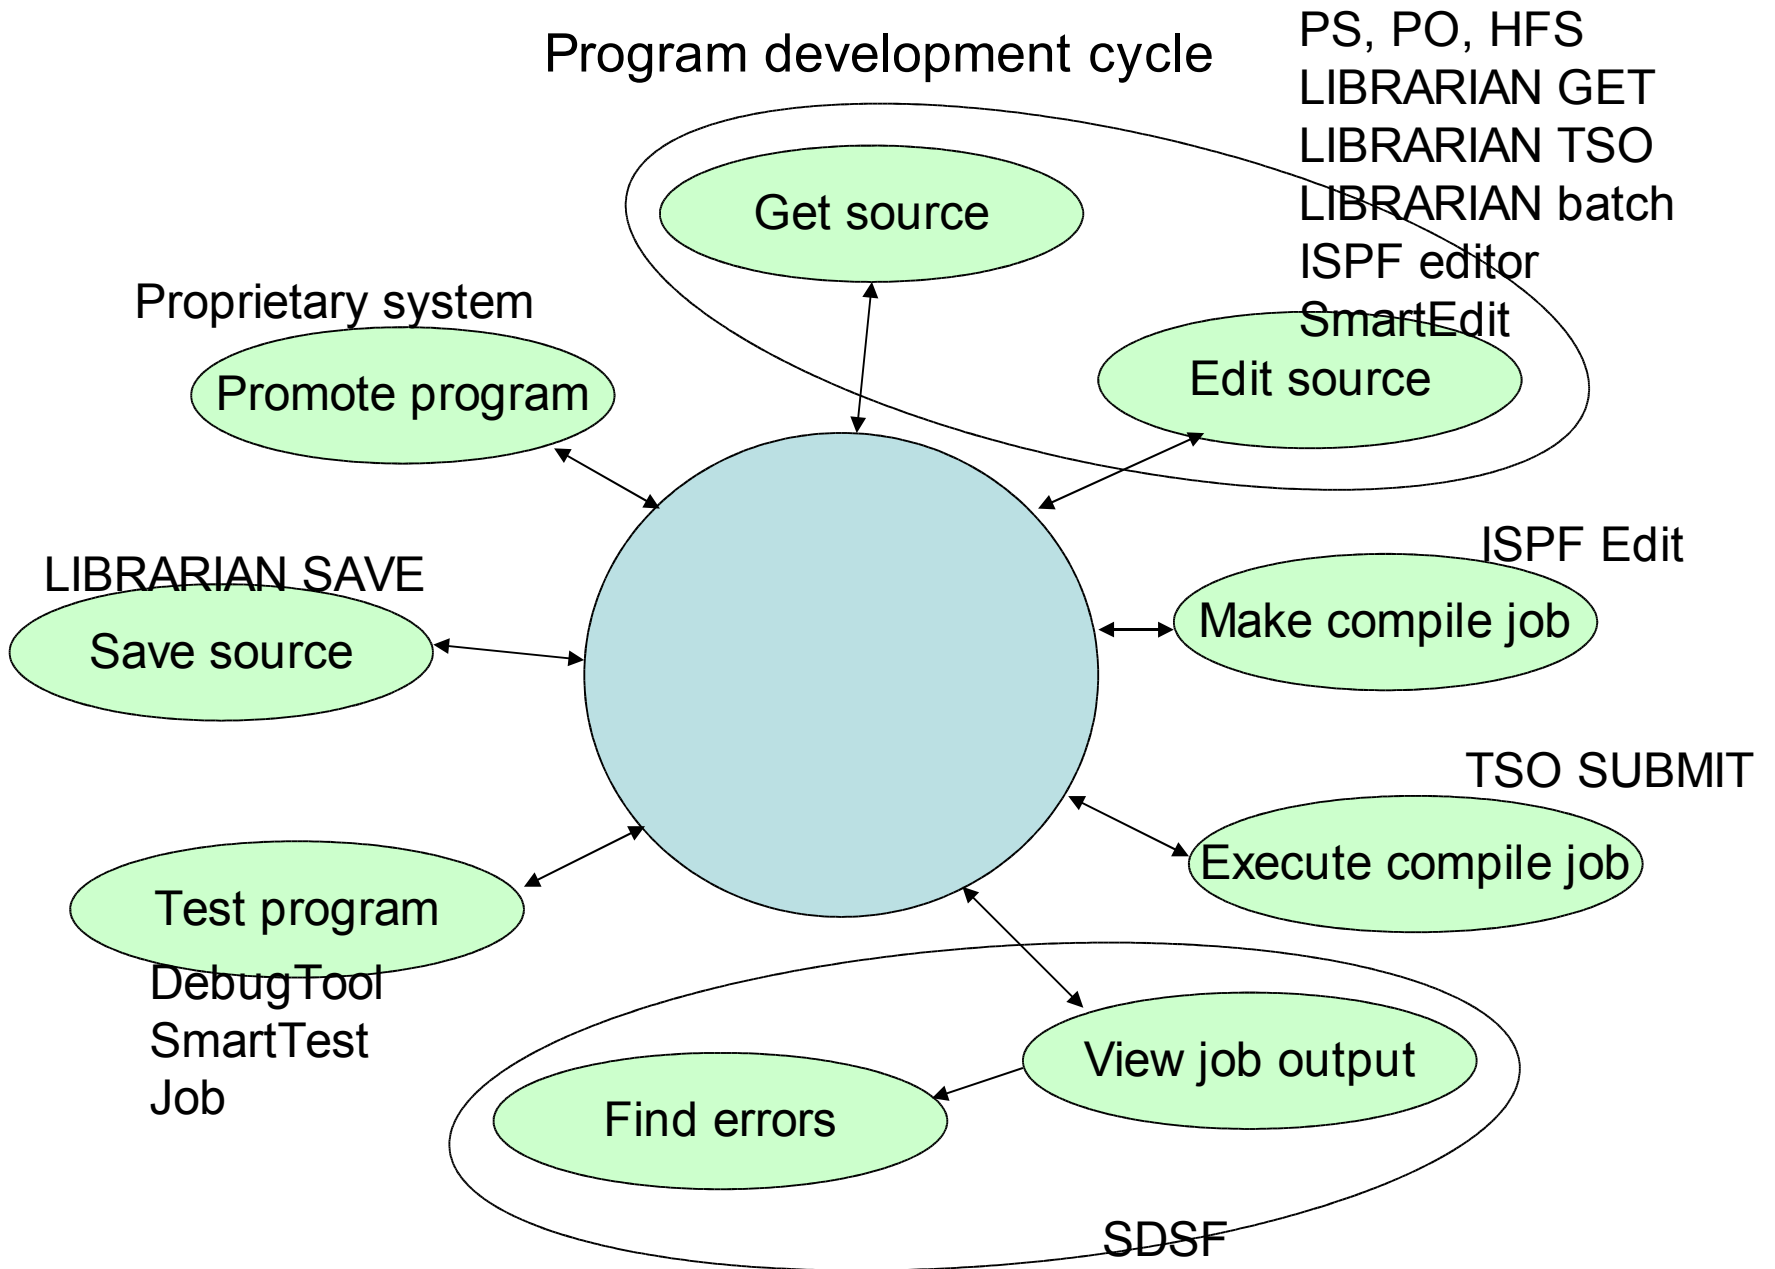 Program development cycle
PS, PO, HFS
LIBRARIAN GET
LIBRARIAN TSO
LIBRARIAN batch
ISPF editor
SmartEdit
Get source
Edit source
Proprietary system
Promote program
ISPF Edit
Make compile job
LIBRARIAN SAVE
Save source
TSO SUBMIT
Execute compile job
Test program
DebugTool
SmartTest
Job
View job output
Find errors
SDSF